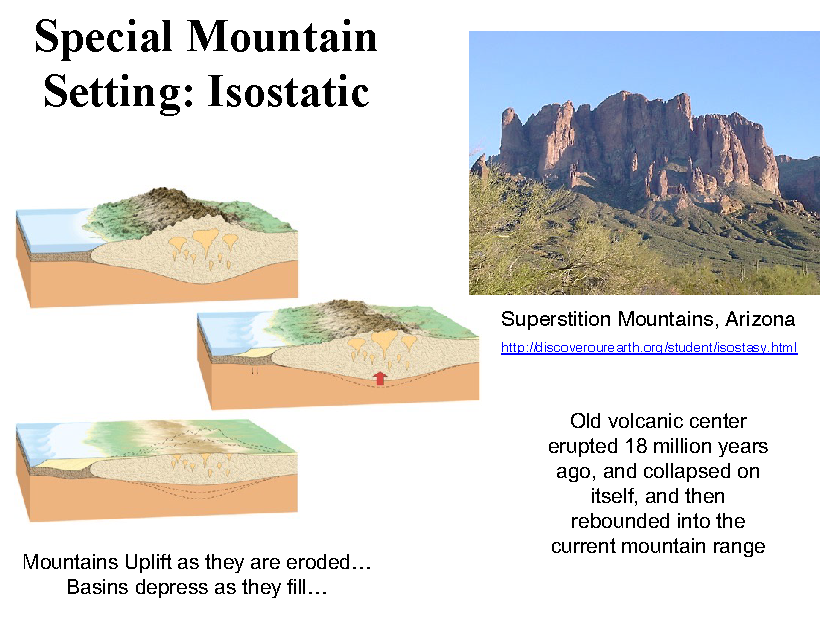 Special Mountain
Setting: Isostatic
Superstition Mountains, Arizona
http://discoverourearth.org/student/isostasy.html
Old volcanic center
erupted 18 million years
ago, and collapsed on
itself, and then
rebounded into the
current mountain range
Mountains Uplift as they are eroded…
Basins depress as they fill…